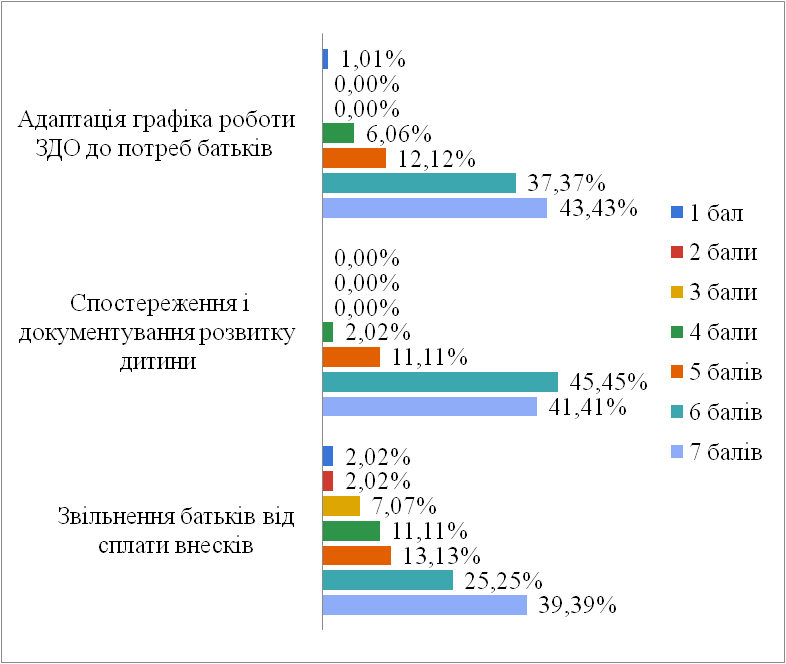 1,01%
0,00%
0,00%
Адаптація графіка роботи
ЗДО до потреб батьків
6,06%
12,12%
37,37%
43,43%
0,00%
0,00%
0,00%
Спостереження і
документування розвитку
дитини
2,02%
11,11%
45,45%
41,41%
2,02%
2,02%
7,07%
Звільнення батьків від
сплати внесків
11,11%
13,13%
25,25%
39,39%
1 бал
2 бали
3 бали
4 бали
5 балів
6 балів
7 балів